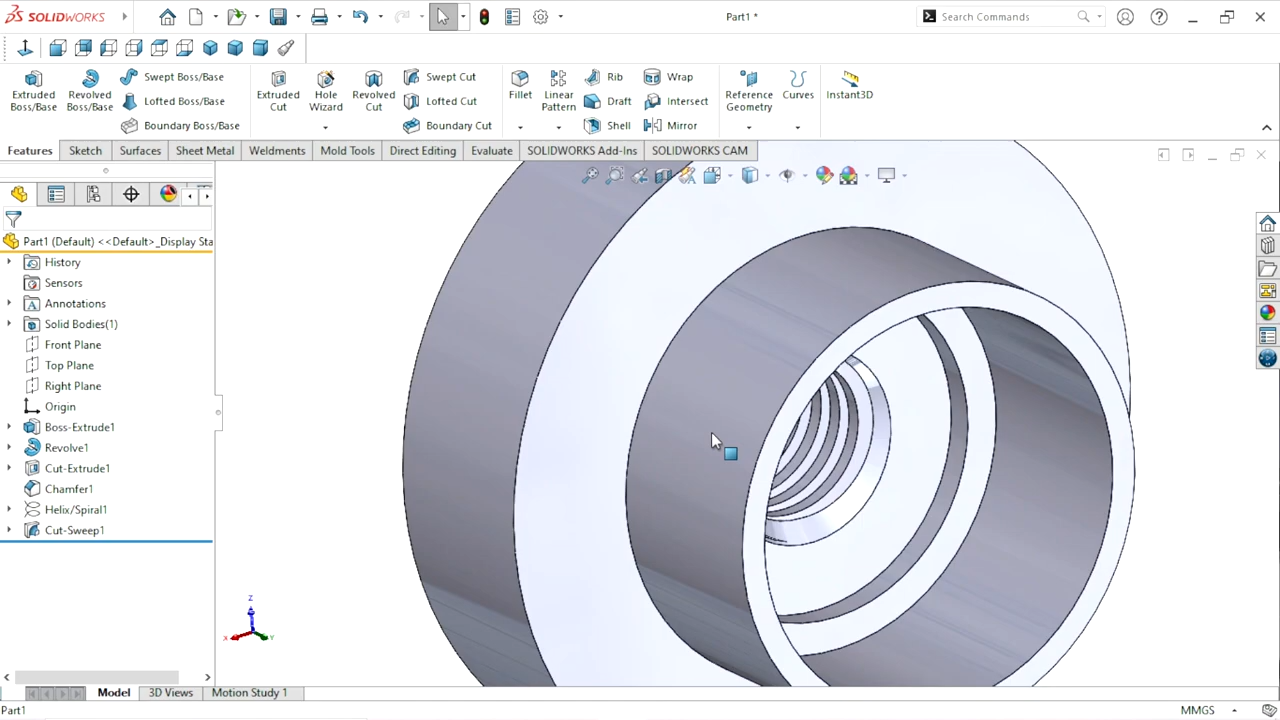 SOLIDWORKS
Part1 *
Search Commands
Extruded Boss/Base
Revolved Boss/Base
Swept Boss/Base
Lofted Boss/Base
Boundary Boss/Base
Extruded Cut
Hole Wizard
Revolved Cut
Swept Cut
Lofted Cut
Boundary Cut
Fillet
Linear Pattern
Rib
Draft
Shell
Wrap
Intersect
Mirror
Reference Geometry
Curves
Instant3D
Features
Sketch
Surfaces
Sheet Metal
Weldments
Mold Tools
Direct Editing
Evaluate
SOLIDWORKS Add-Ins
SOLIDWORKS CAM
Part1 (Default) <<Default>_Display Sta
History
Sensors
Annotations
Solid Bodies(1)
Front Plane
Top Plane
Right Plane
Origin
Boss-Extrude1
Revolve1
Cut-Extrude1
Chamfer1
Helix/Spiral1
Cut-Sweep1
Z
X
Y
Model
3D Views
Motion Study 1
Part1
MMGS